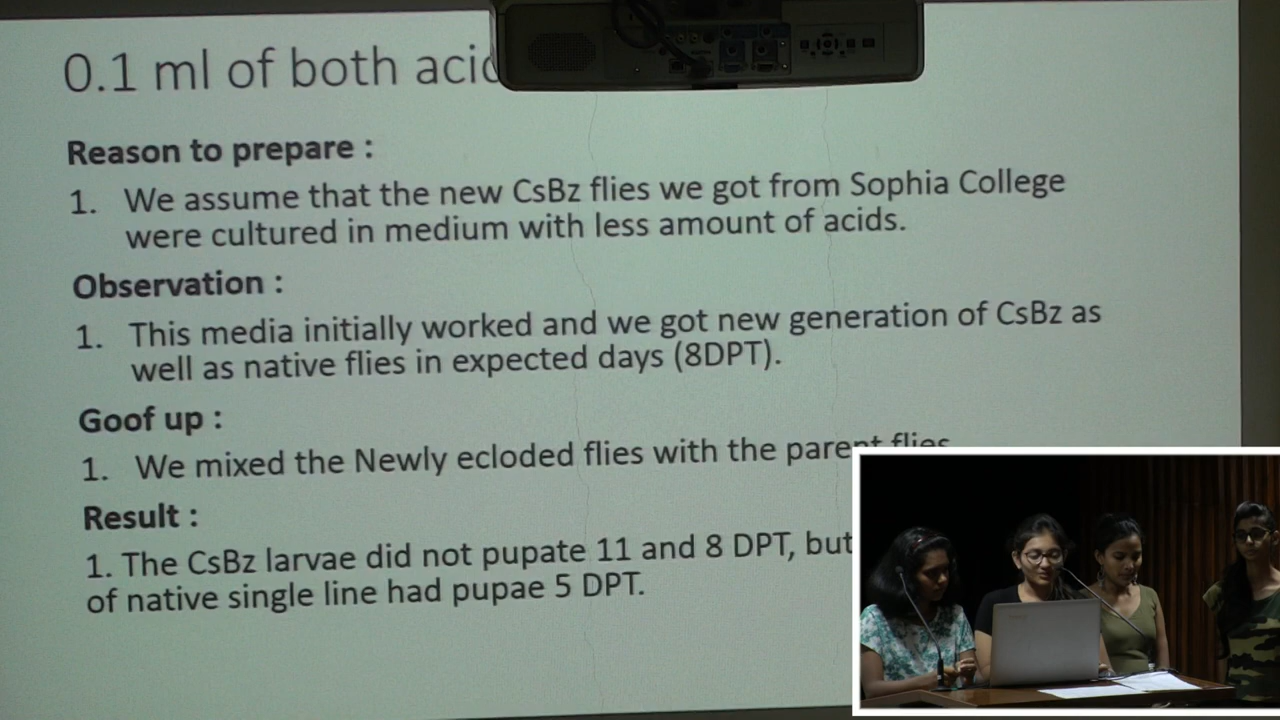 0.1 ml of both
Reason to prepare :
1. We assume that the new CsBz flies we got from Sophia College
were cultured in medium with less amount of acids.
Observation :
1. This media initially worked and we got new generation of CsBz as
well as native flies in expected days (8DPT).
Goof up :
1. We mixed the Newly ecloded flies with the parent flies
Result :
1. The CsBz larvae did not pupate 11 and 8 DPT, but
of native single line had pupae 5 DPT.